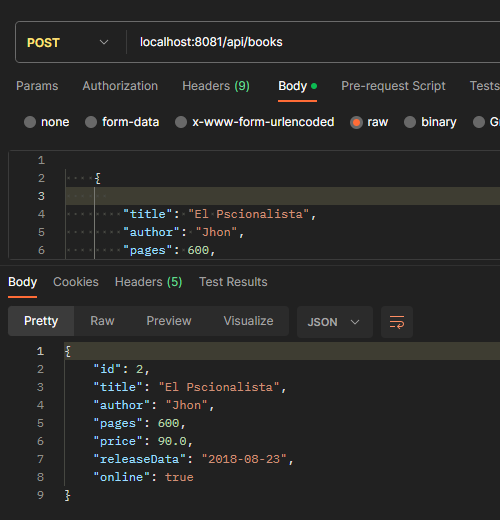 POST localhost:8081/api/books
Params Authorization Headers (9) Body Pre-request Script Tests
none form-data x-www-form-urlencoded raw binary G
1
2 {
3
4 "title": "El Pscionalista",
5 "author": "Jhon",
6 "pages": 600,
Body Cookies Headers (5) Test Results
Pretty Raw Preview Visualize JSON
1 {
2 "id": 2,
3 "title": "El Pscionalista",
4 "author": "Jhon",
5 "pages": 600,
6 "price": 90.0,
7 "releaseData": "2018-08-23",
8 "online": true
9 }